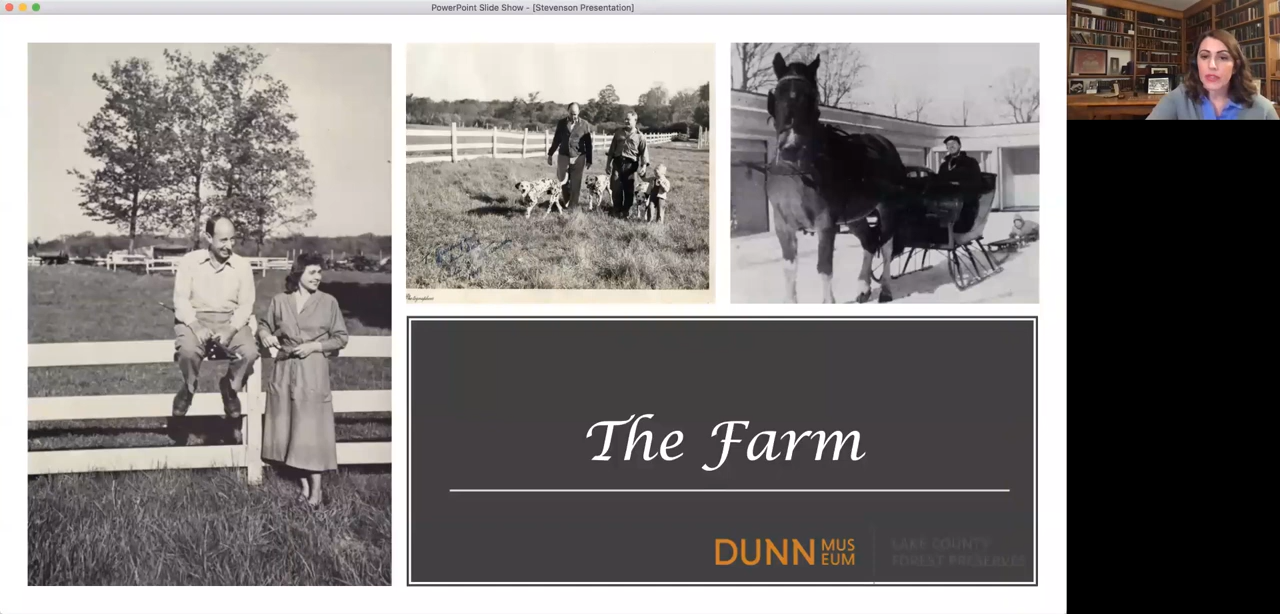 PowerPoint Slide Show - [Stevenson Presentation]
The Farm
DUNN MUS
EUM
LAKE COUNTY
FOREST PRESERVES